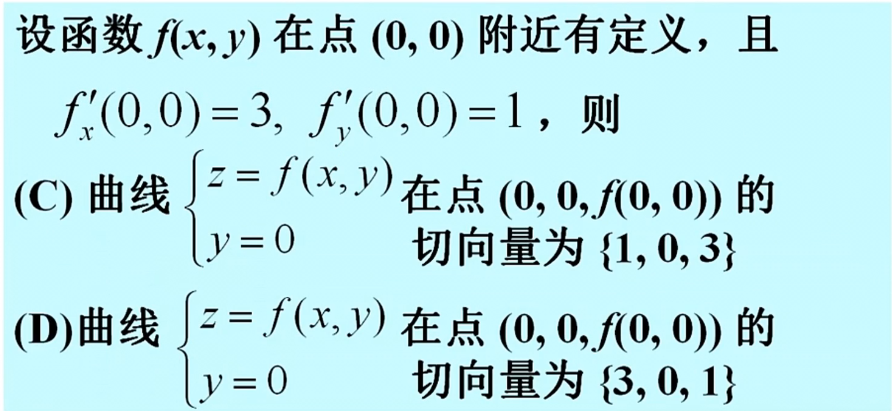 设函数 f(x, y) 在点 (0, 0) 附近有定义，且
f′x(0,0) = 3, f′y(0,0) = 1，则
(C) 曲线 { z = f(x, y) 在点 (0, 0, f(0, 0)) 的
y = 0 切向量为 {1, 0, 3}
(D)曲线 { z = f(x, y) 在点 (0, 0, f(0, 0)) 的
y = 0 切向量为 {3, 0, 1}